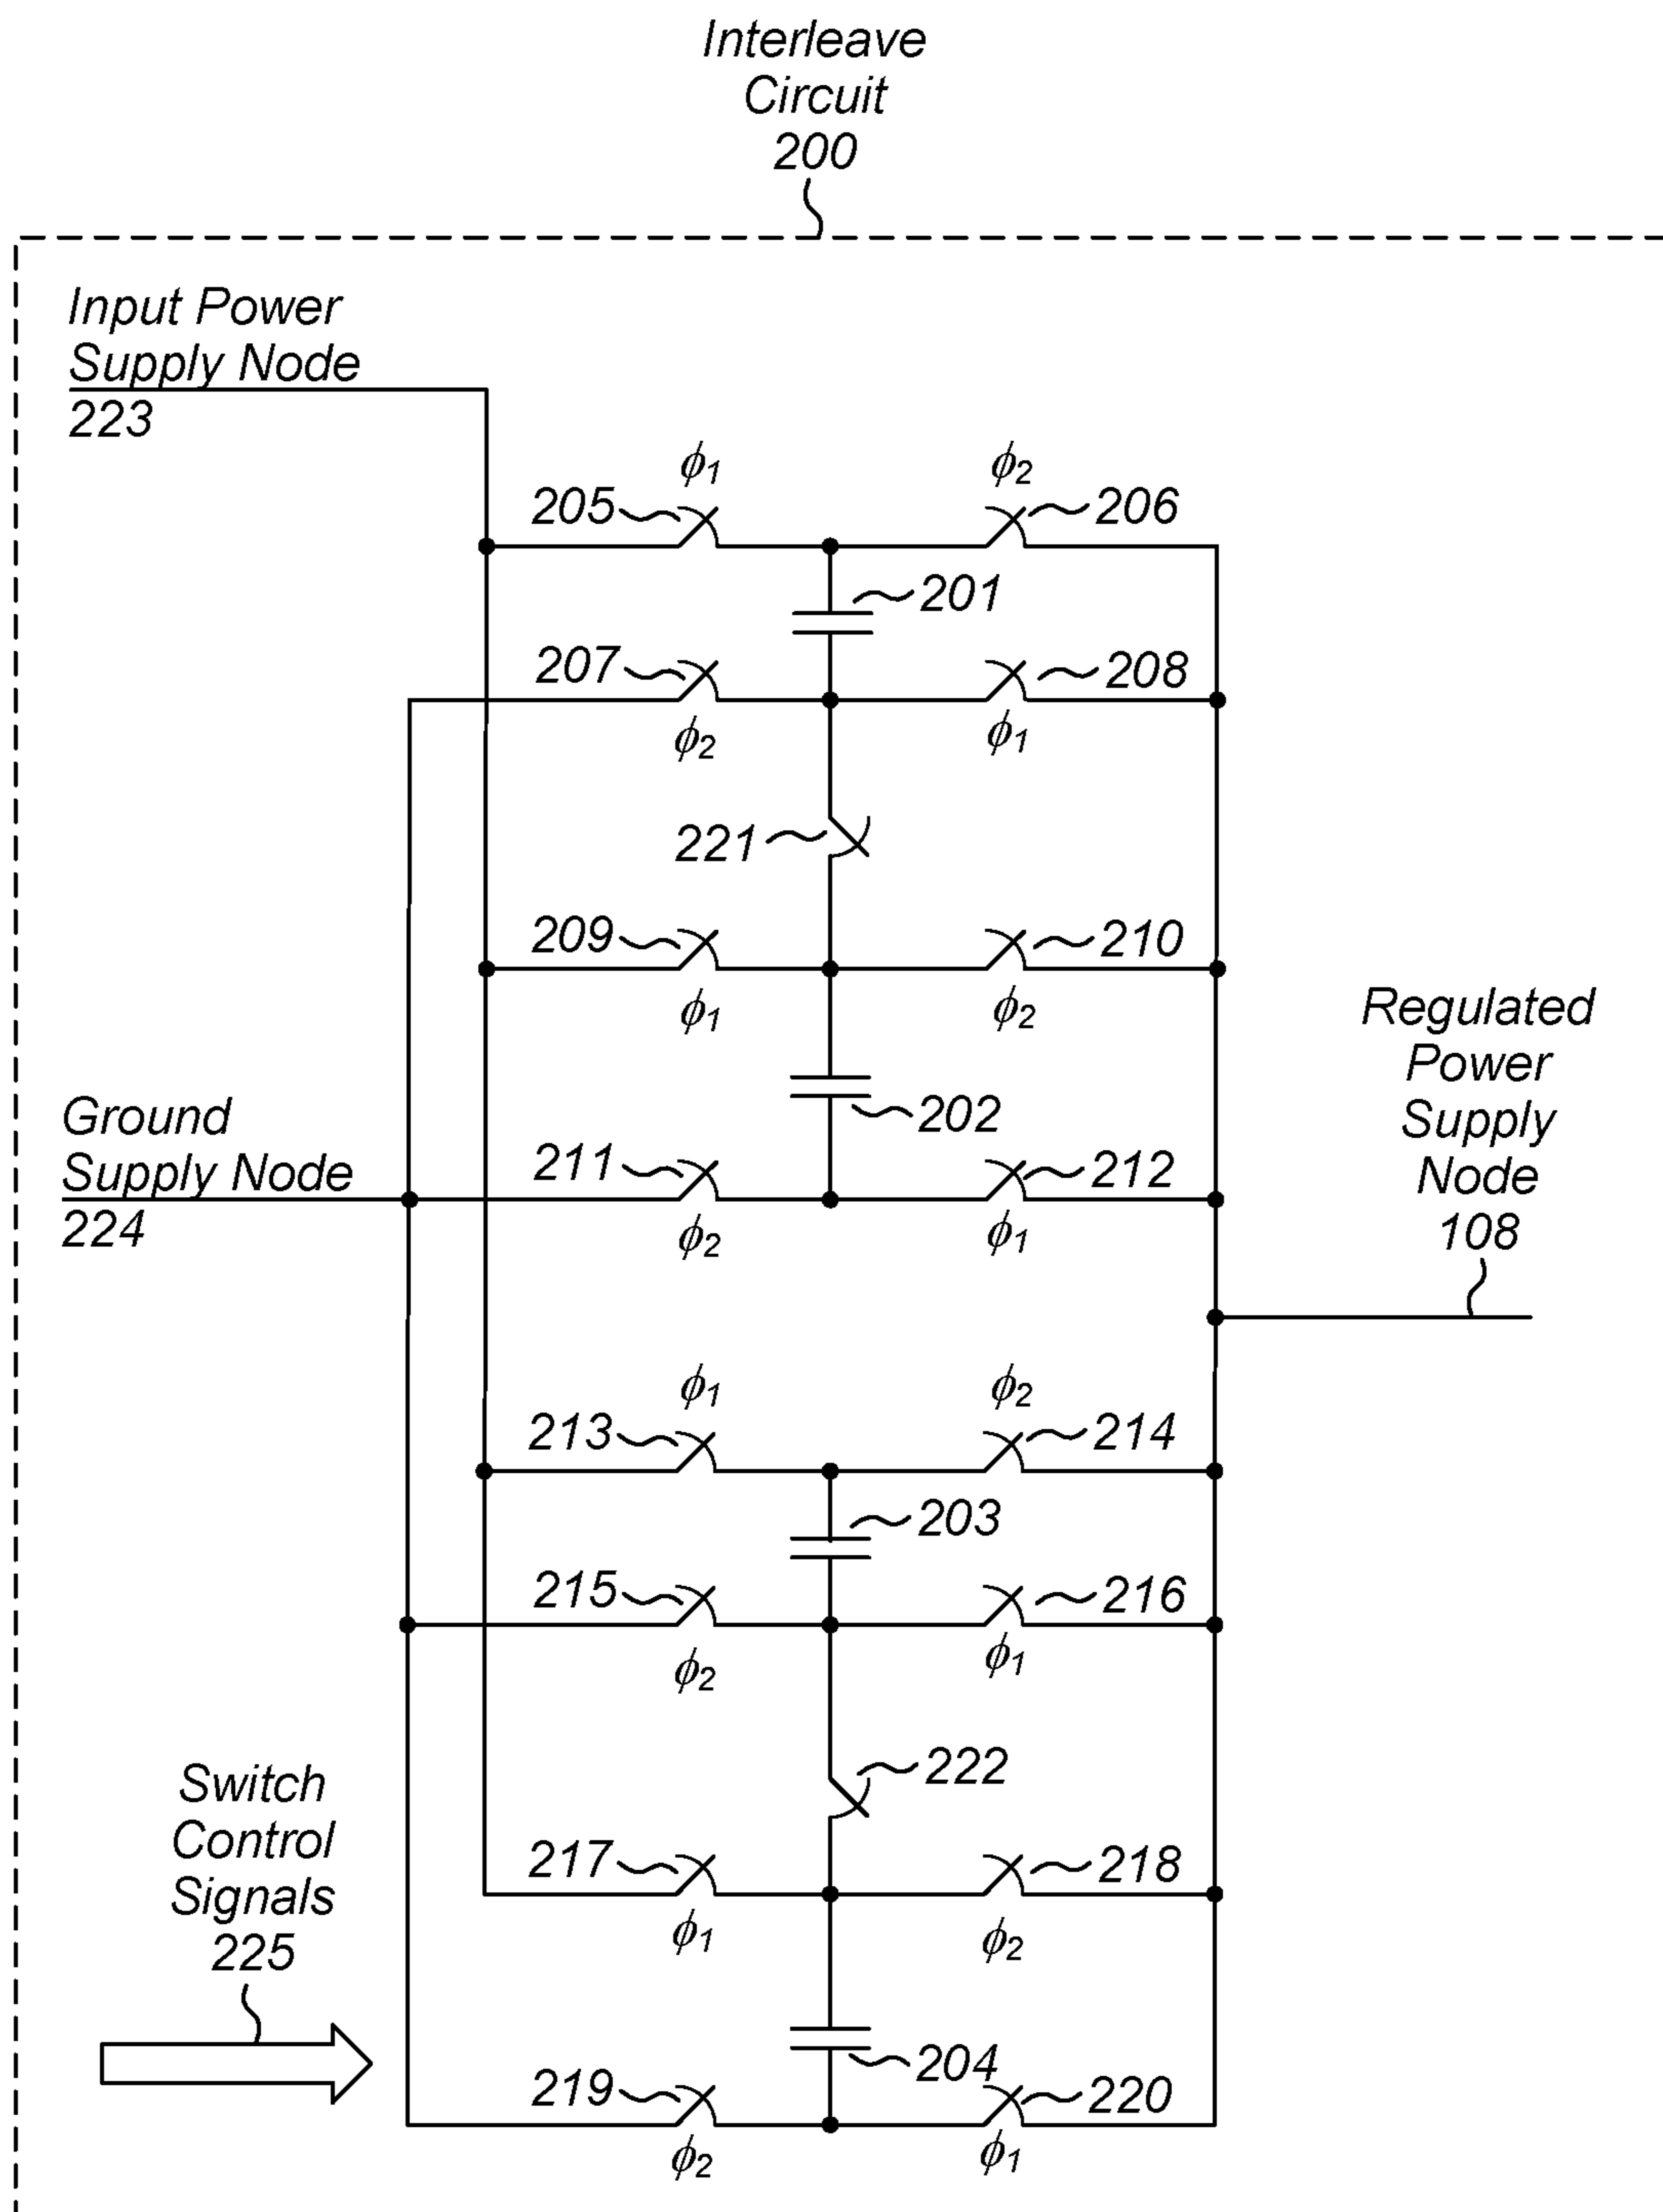 Interleave
Circuit
200
Input Power
Supply Node
223
ϕ1
ϕ2
205
206
201
207
208
ϕ2
ϕ1
221
209
210
ϕ1
ϕ2
Regulated
Power
Supply
Node
108
202
Ground
Supply Node
224
211
212
ϕ2
ϕ1
ϕ1
ϕ2
213
214
203
215
216
ϕ2
ϕ1
222
Switch
Control
Signals
225
217
218
ϕ1
ϕ2
204
219
220
ϕ2
ϕ1